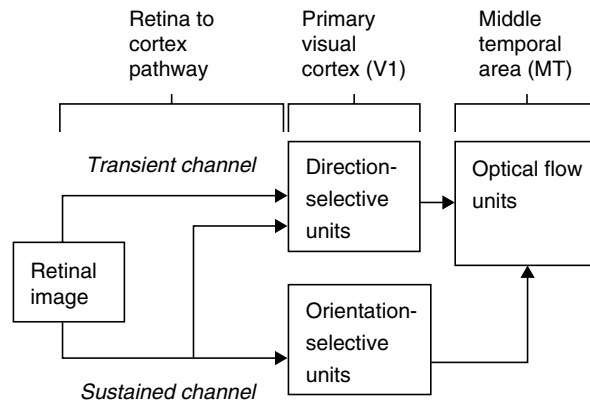 Retina to
cortex
pathway
Primary
visual
cortex (V1)
Middle
temporal
area (MT)
Transient channel
Direction-
selective
units
Optical flow
units
Retinal
image
Orientation-
selective
units
Sustained channel